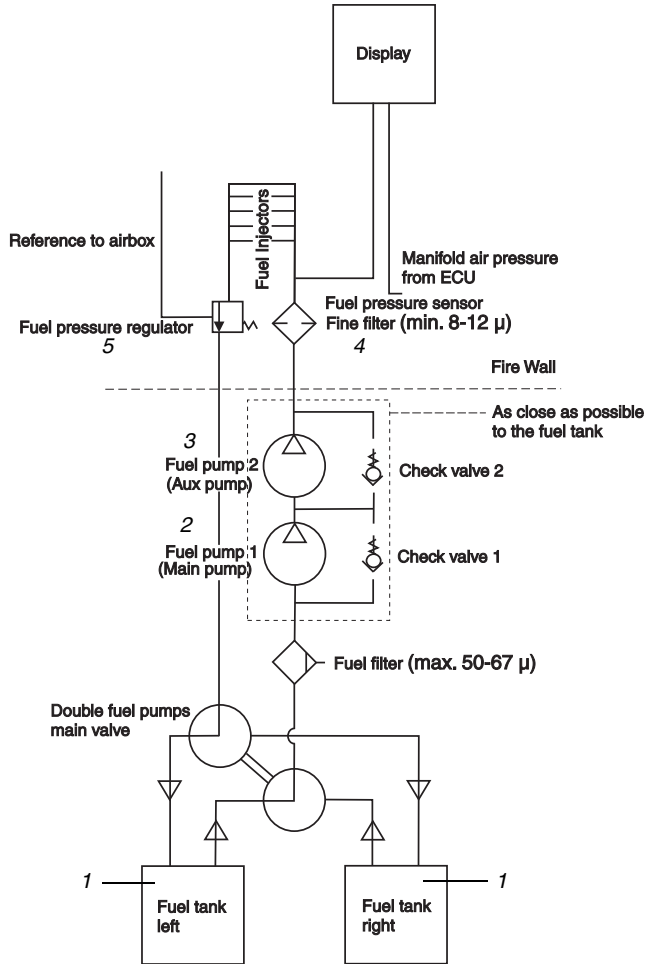 Display
Fuel Injectors
Reference to airbox
Manifold air pressure
from ECU
Fuel pressure sensor
Fuel pressure regulator
Fine filter (min. 8-12 µ)
5
4
Fire Wall
As close as possible
to the fuel tank
3
Fuel pump 2
(Aux pump)
Check valve 2
2
Fuel pump 1
(Main pump)
Check valve 1
Fuel filter (max. 50-67 µ)
Double fuel pumps
main valve
1
1
Fuel tank
left
Fuel tank
right